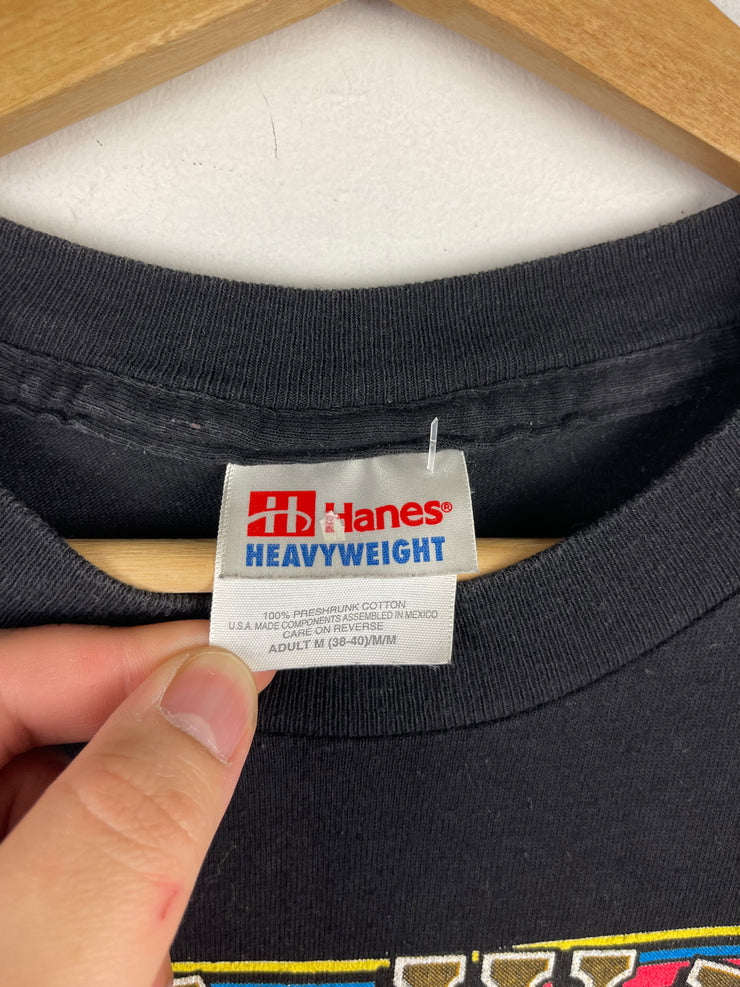 Hanes®
HEAVYWEIGHT
100% PRESHRUNK COTTON
U.S.A. MADE COMPONENTS ASSEMBLED IN MEXICO
CARE ON REVERSE
ADULT M (38-40)/M/M